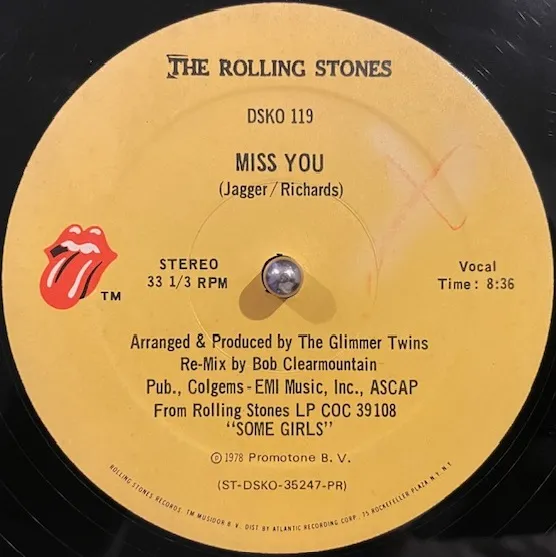 THE ROLLING STONES
DSKO 119
MISS YOU
(Jagger/Richards)
STEREO
33 1/3 RPM
Vocal
Time: 8:36
TM
Arranged & Produced by The Glimmer Twins
Re-Mix by Bob Clearmountain
Pub., Colgems-EMI Music, Inc., ASCAP
From Rolling Stones LP COC 39108
"SOME GIRLS"
℗ 1978 Promotone B. V.
(ST-DSKO-35247-PR)
ROLLING STONES RECORDS, TM MUSIDOR B. V. DIST BY ATLANTIC RECORDING CORP. 75 ROCKEFELLER PLAZA, N.Y. N.Y.